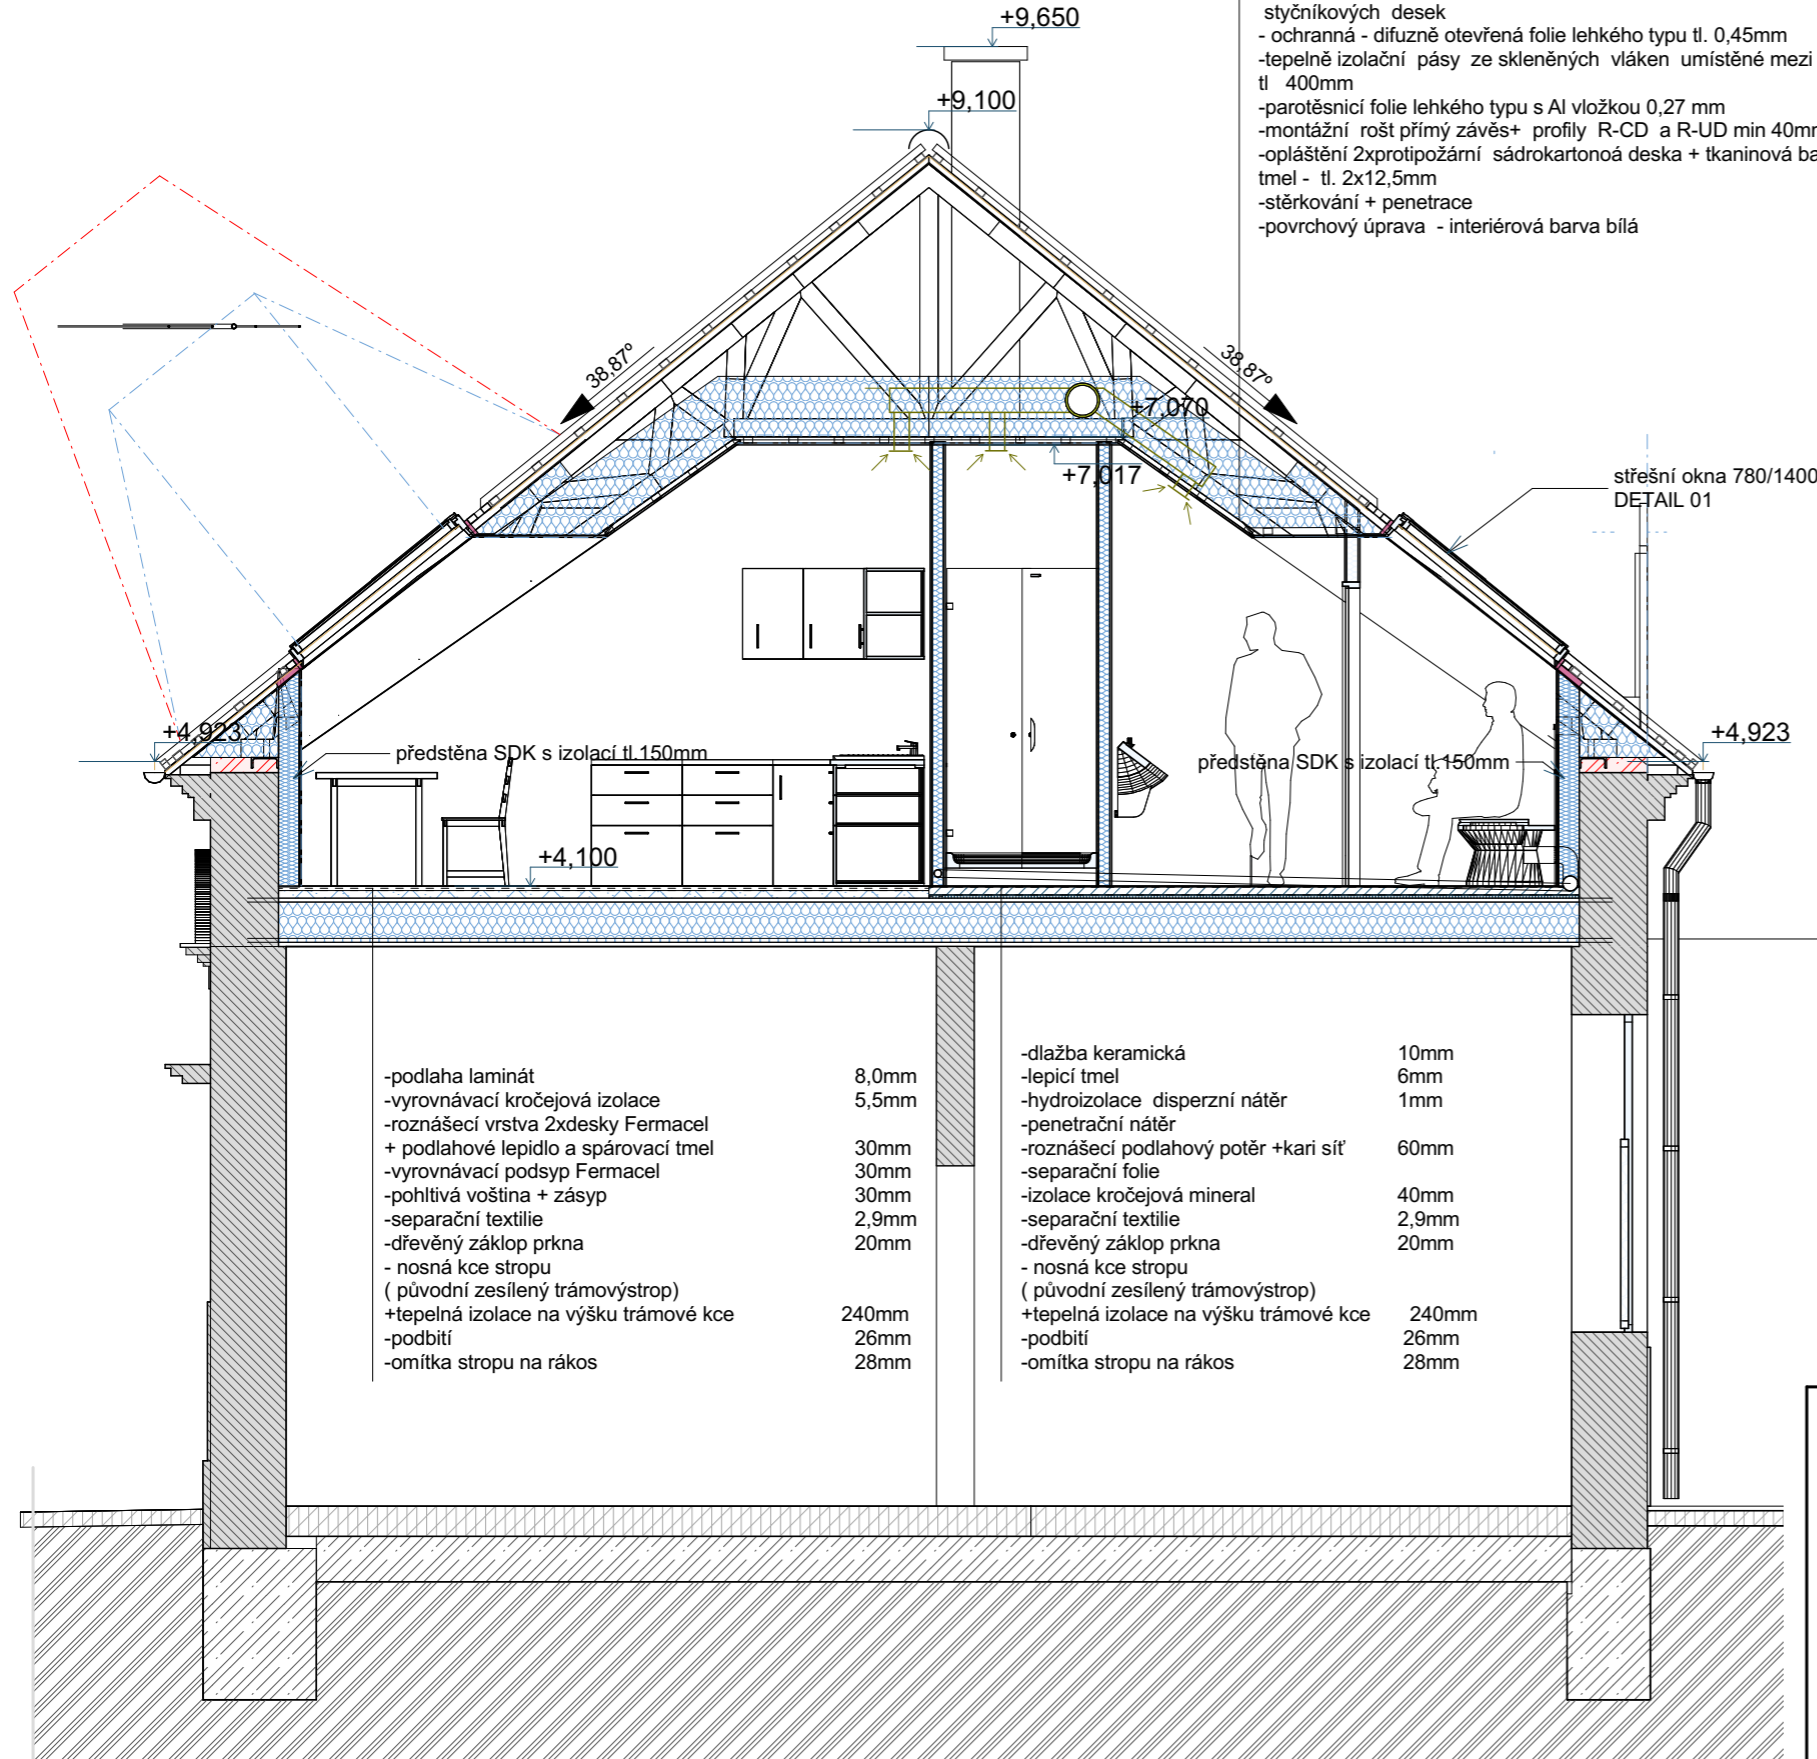 styčníkových desek
- ochranná - difuzně otevřená folie lehkého typu tl. 0,45mm
-tepelně izolační pásy ze skleněných vláken umístěné mezi
tl 400mm
-parotěsnicí folie lehkého typu s Al vložkou 0,27 mm
-montážní rošt přímý závěs+ profily R-CD a R-UD min 40mm
-opláštění 2xprotipožární sádrokartonoá deska + tkaninová
tmel - tl. 2x12,5mm
-stěrkování + penetrace
-povrchový úprava - interiérová barva bílá
+9,650
+9,100
38,87º
38,87º
+7,070
+7,017
střešní okna 780/1400
DETAIL 01
+4,923
+4,923
předstěna SDK s izolací tl.150mm
předstěna SDK s izolací tl.150mm
+4,100
-podlaha laminát 8,0mm
-vyrovnávací kročejová izolace 5,5mm
-roznášecí vrstva 2xdesky Fermacel
+ podlahové lepidlo a spárovací tmel 30mm
-vyrovnávací podsyp Fermacel 30mm
-pohltivá voština + zásyp 30mm
-separační textilie 2,9mm
-dřevěný záklop prkna 20mm
- nosná kce stropu
( původní zesílený trámovýstrop)
+tepelná izolace na výšku trámové kce 240mm
-podbití 26mm
-omítka stropu na rákos 28mm
-dlažba keramická 10mm
-lepicí tmel 6mm
-hydroizolace disperzní nátěr 1mm
-penetrační nátěr
-roznášecí podlahový potěr +kari síť 60mm
-separační folie
-izolace kročejová mineral 40mm
-separační textilie 2,9mm
-dřevěný záklop prkna 20mm
- nosná kce stropu
( původní zesílený trámovýstrop)
+tepelná izolace na výšku trámové kce 240mm
-podbití 26mm
-omítka stropu na rákos 28mm